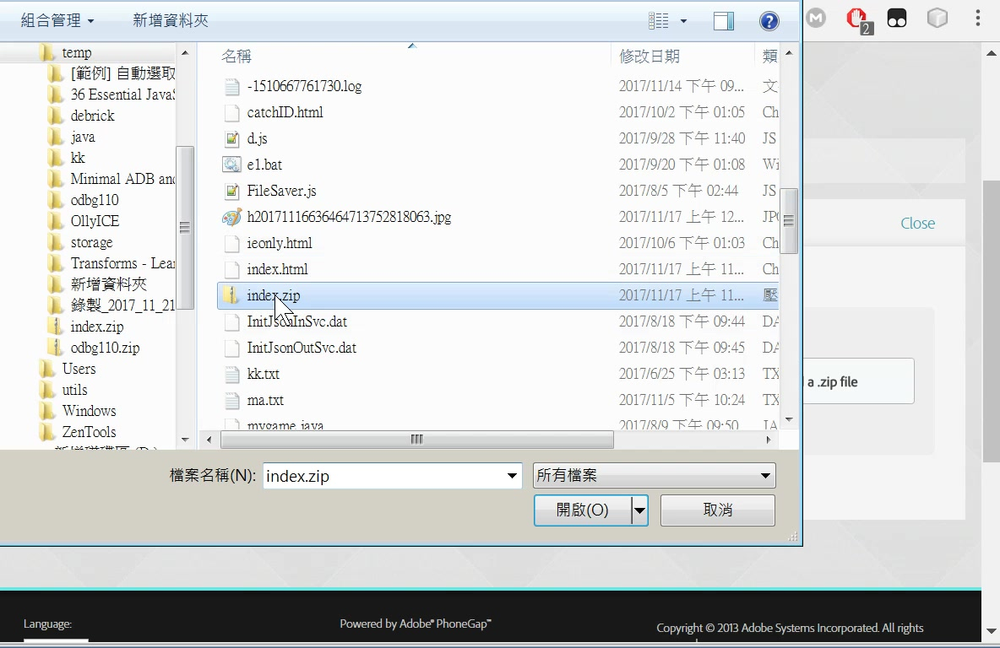 組合管理 新增資料夾
M 2
temp
[範例] 自動選取
36 Essential JavaS
debrick
java
kk
Minimal ADB and
odbg110
OllyICE
storage
Transforms - Lear
新增資料夾
錄製_2017_11_21
index.zip
odbg110.zip
Users
utils
Windows
ZenTools
名稱 修改日期 類
-1510667761730.log 2017/11/14 下午 09... 文
catchID.html 2017/10/2 下午 01:05 Ch
d.js 2017/9/28 下午 11:40 JS
e1.bat 2017/9/20 下午 01:08 Wi
FileSaver.js 2017/8/5 下午 02:44 JS
h20171116636464713752818063.jpg 2017/11/17 上午 12... JP
ieonly.html 2017/10/6 下午 01:03 Ch
index.html 2017/11/17 上午 11... Ch
index.zip 2017/11/17 上午 11... 壓
InitJsonInSvc.dat 2017/8/18 下午 09:44 DA
InitJsonOutSvc.dat 2017/8/18 下午 09:45 DA
kk.txt 2017/6/25 下午 03:13 TX
ma.txt 2017/11/5 下午 10:24 TX
mygame.java 2017/8/9 下午 09:50 JA
檔案名稱(N): index.zip 所有檔案
開啟(O) 取消
Close
a .zip file
Language:
Powered by Adobe® PhoneGap™
Copyright © 2013 Adobe Systems Incorporated. All rights